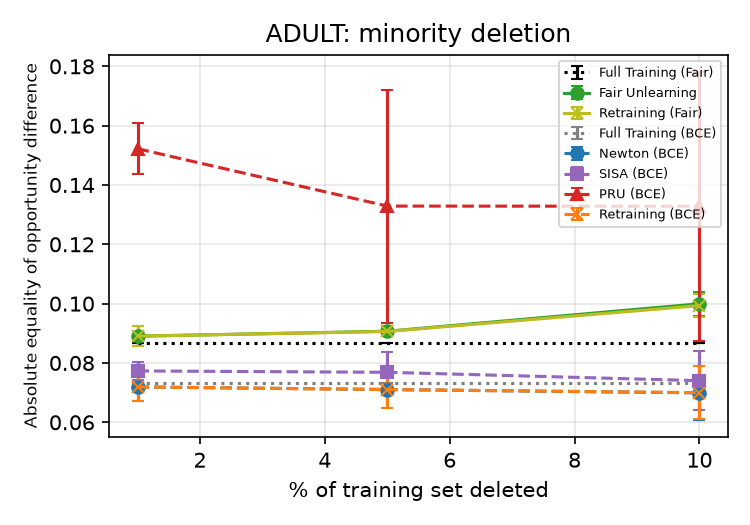 ADULT: minority deletion
Absolute equality of opportunity difference
0.18
0.16
0.14
0.12
0.10
0.08
0.06
2
4
6
8
10
% of training set deleted
Full Training (Fair)
Fair Unlearning
Retraining (Fair)
Full Training (BCE)
Newton (BCE)
SISA (BCE)
PRU (BCE)
Retraining (BCE)